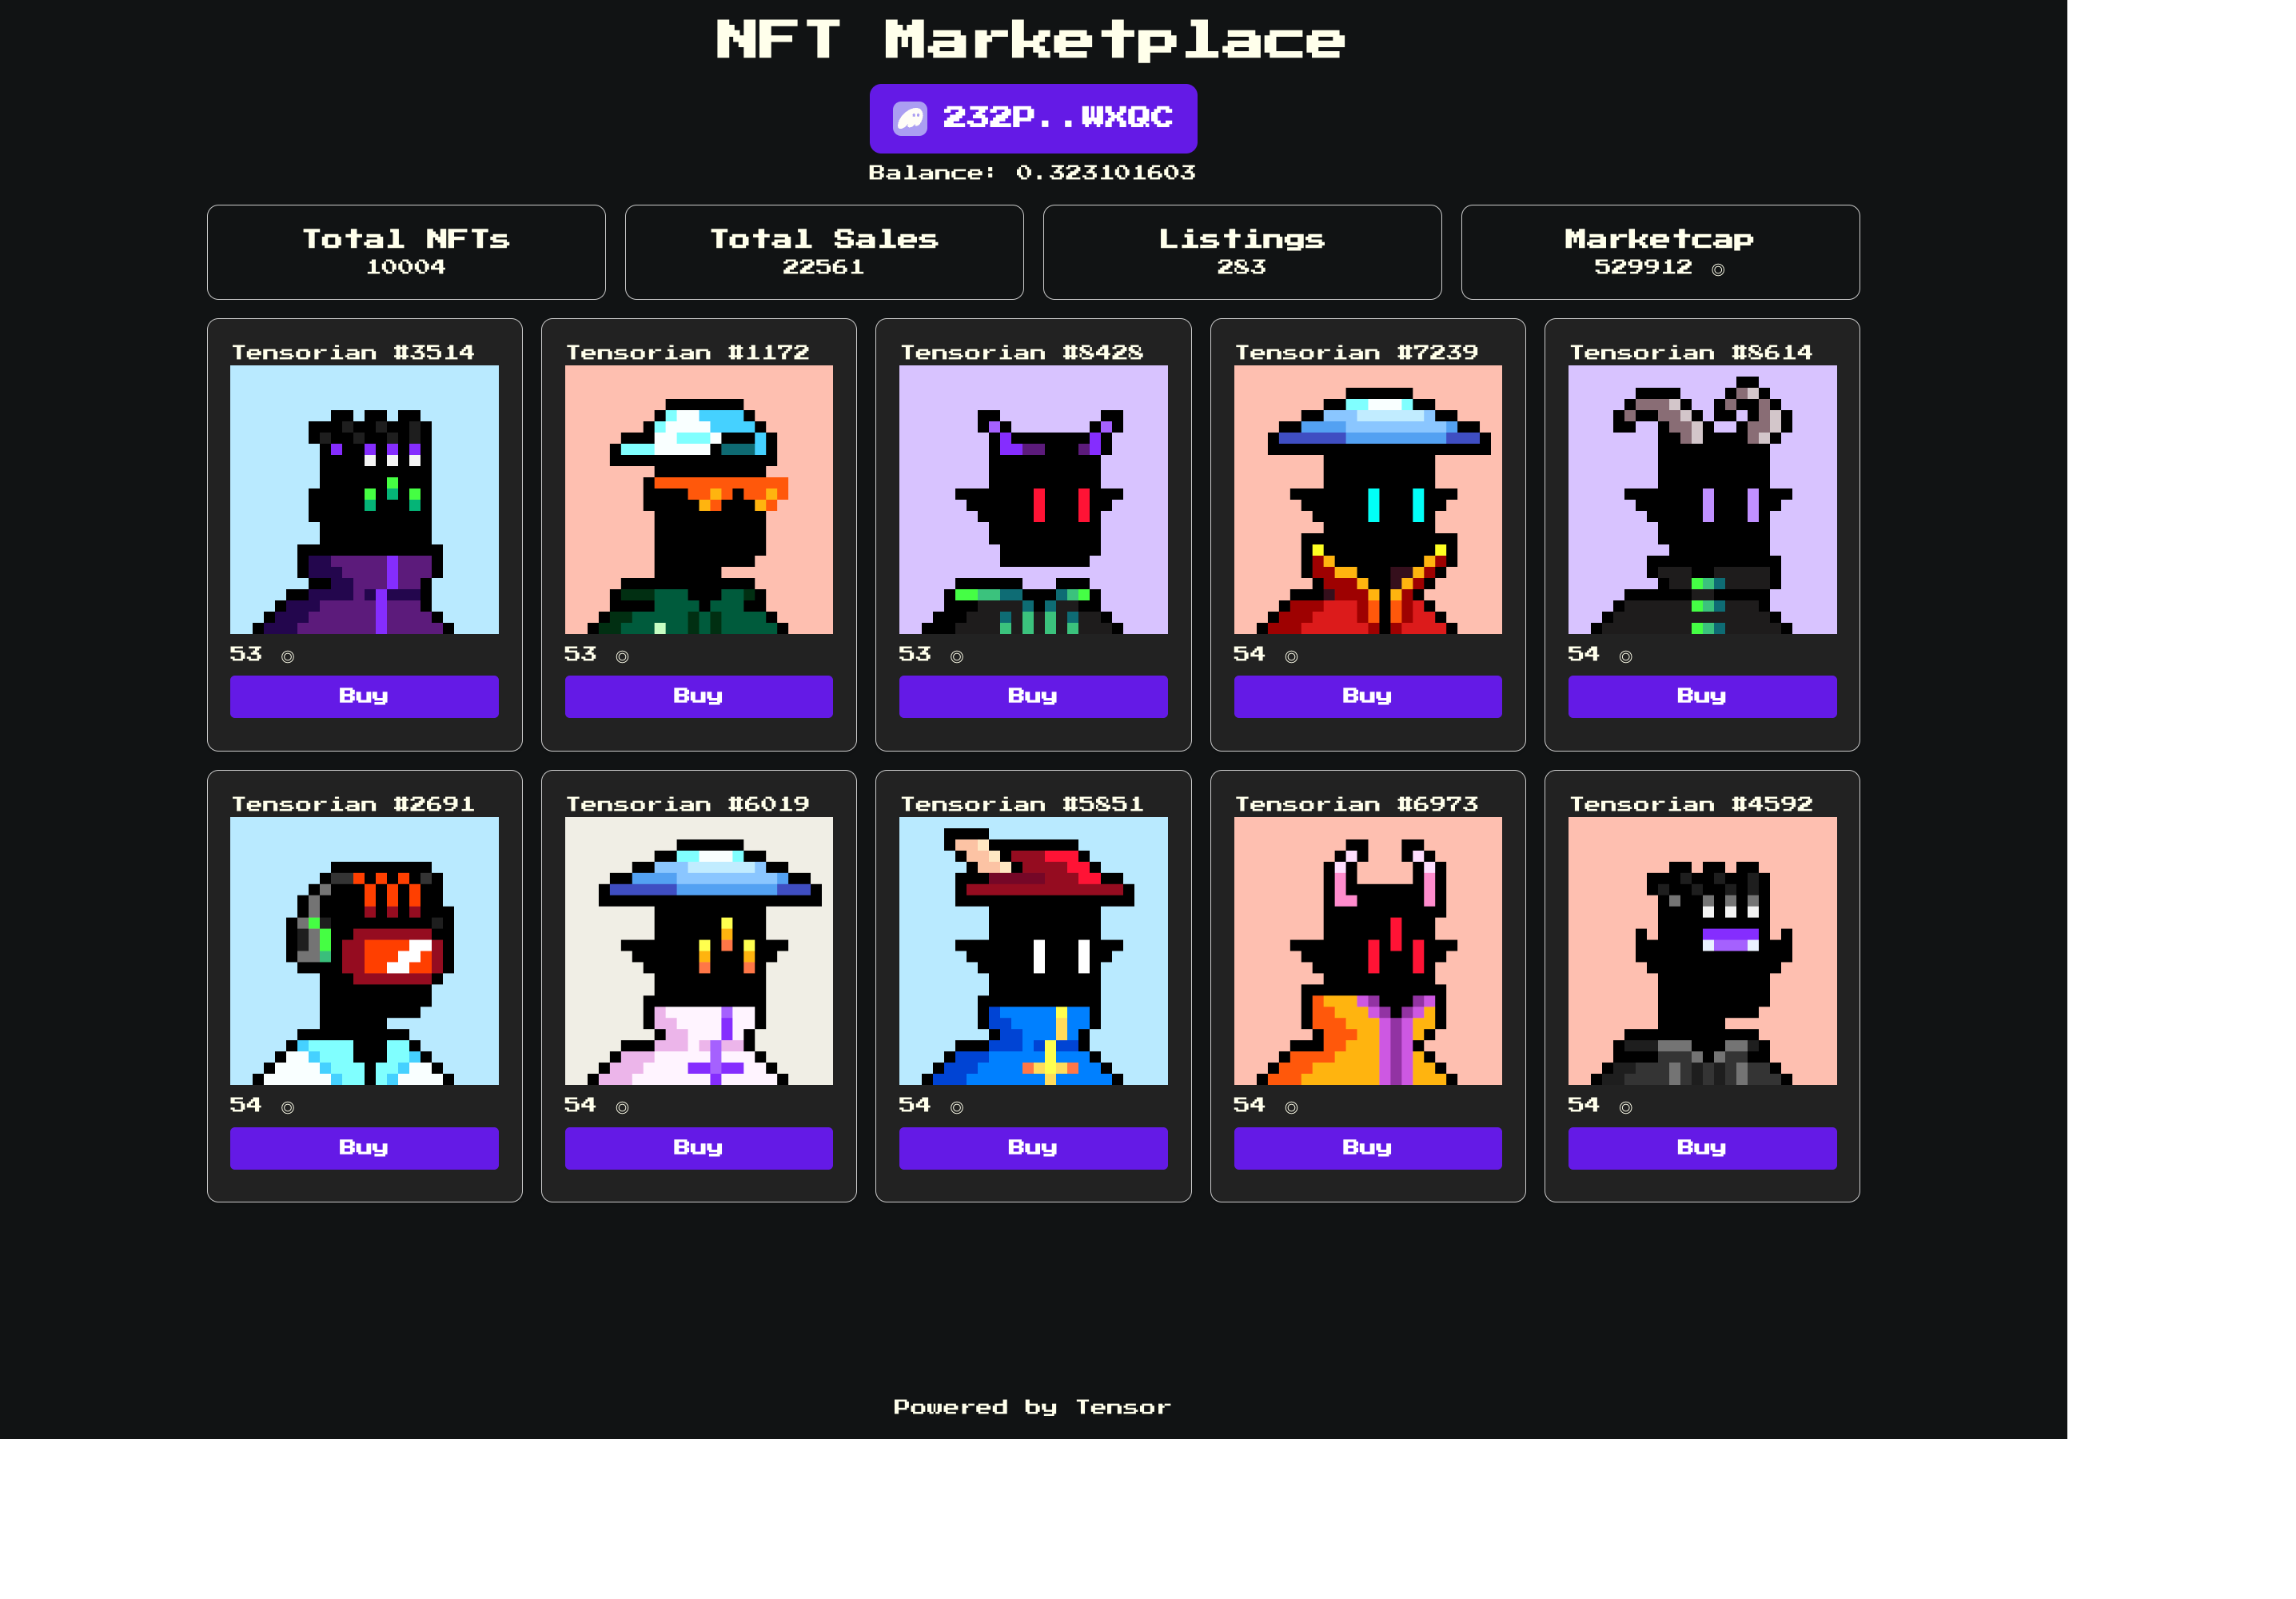 NFT Marketplace
232P..WXQC
Balance: 0.323101603
Total NFTs
10004
Total Sales
22561
Listings
283
Marketcap
529912 ◎
Tensorian #3514
53 ◎
Buy
Tensorian #1172
53 ◎
Buy
Tensorian #8428
53 ◎
Buy
Tensorian #7239
54 ◎
Buy
Tensorian #8614
54 ◎
Buy
Tensorian #2691
54 ◎
Buy
Tensorian #6019
54 ◎
Buy
Tensorian #5851
54 ◎
Buy
Tensorian #6973
54 ◎
Buy
Tensorian #4592
54 ◎
Buy
Powered by Tensor